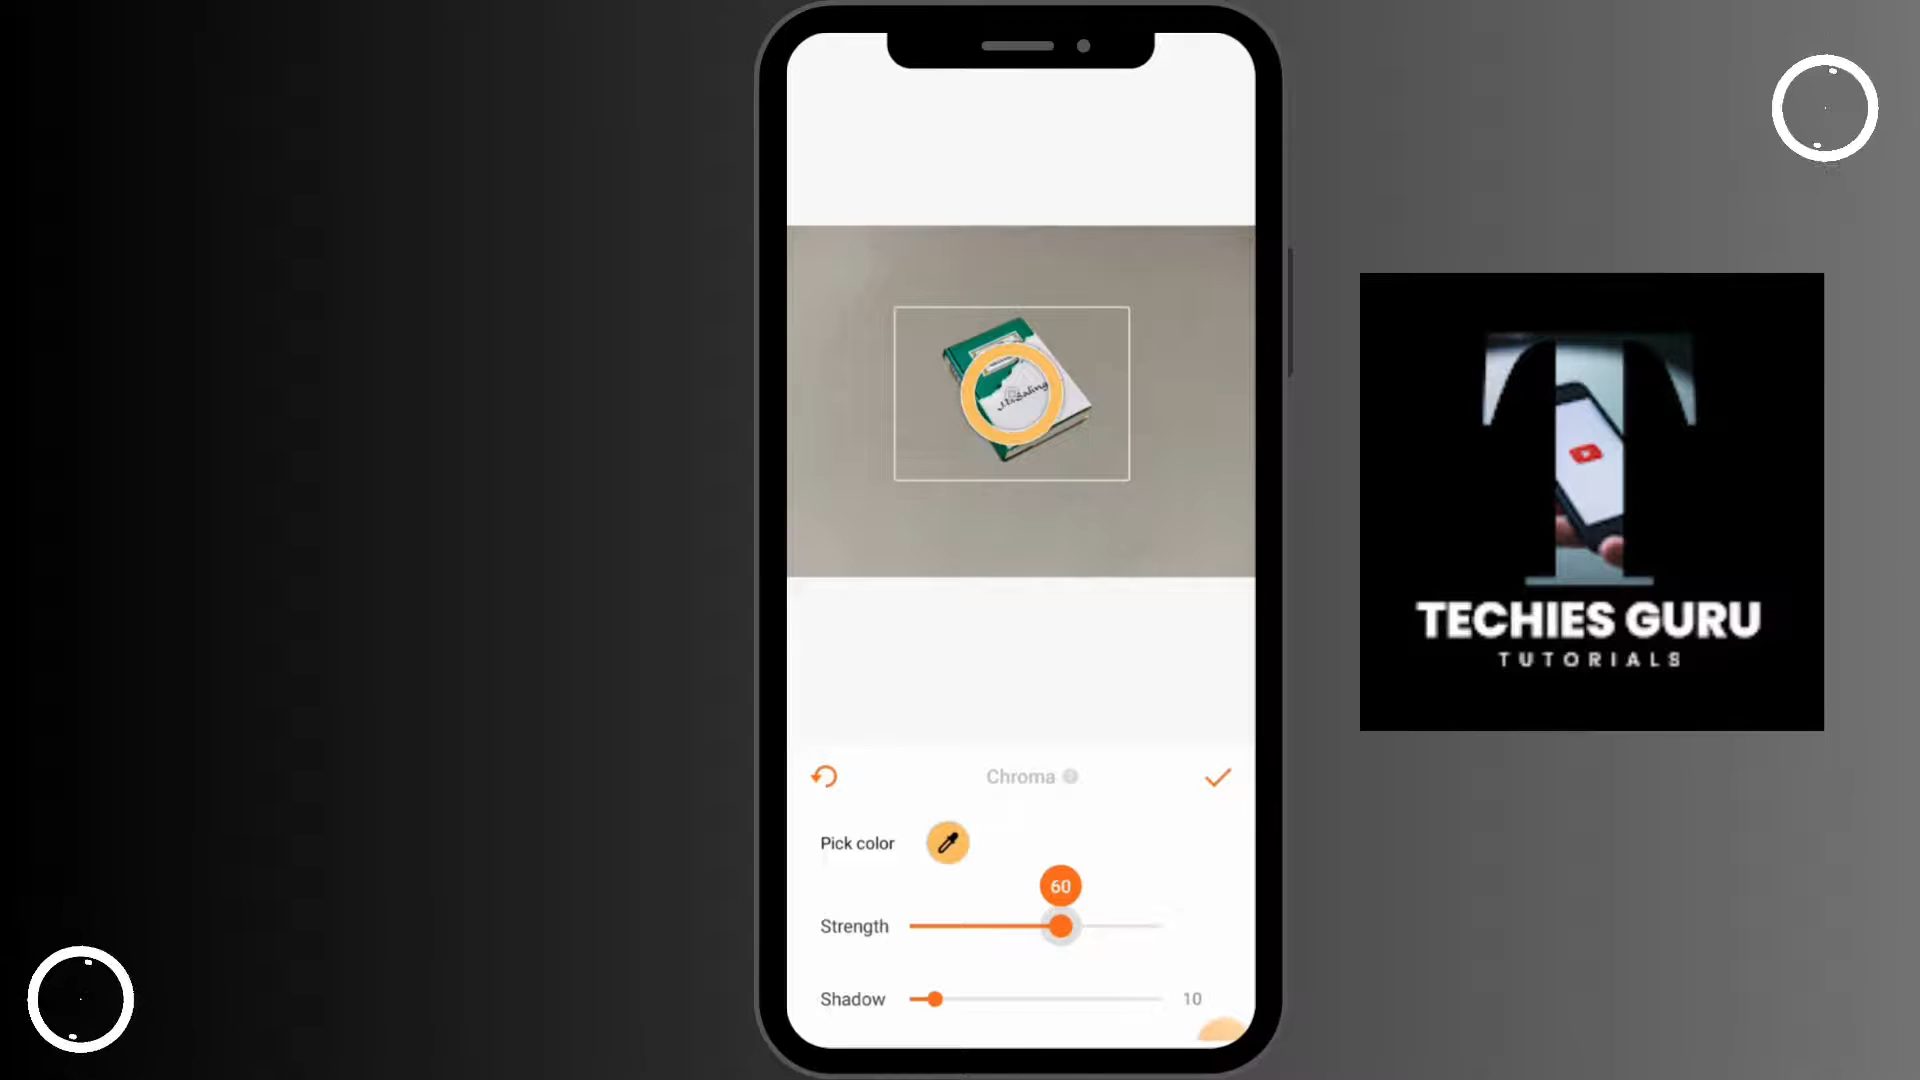 Chroma
Pick color
60
Strength
Shadow
10
TECHIES GURU
TUTORIALS